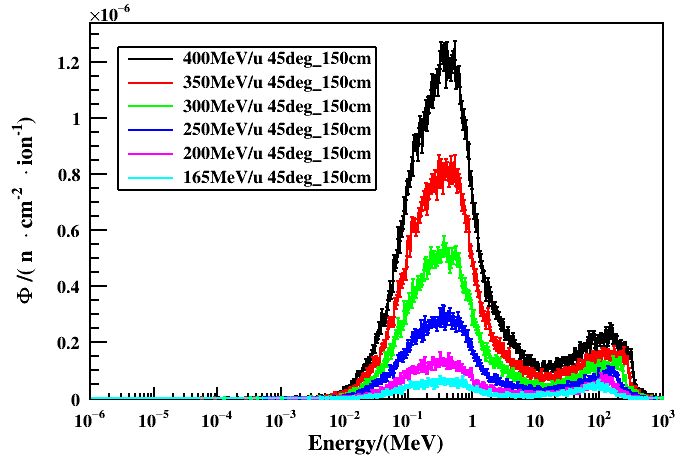 ×10⁻⁶
400MeV/u 45deg_150cm
350MeV/u 45deg_150cm
300MeV/u 45deg_150cm
250MeV/u 45deg_150cm
200MeV/u 45deg_150cm
165MeV/u 45deg_150cm
1.2
1
0.8
0.6
0.4
0.2
0
Φ /( n · cm⁻² · ion⁻¹)
10⁻⁶ 10⁻⁵ 10⁻⁴ 10⁻³ 10⁻² 10⁻¹ 1 10 10² 10³
Energy/(MeV)